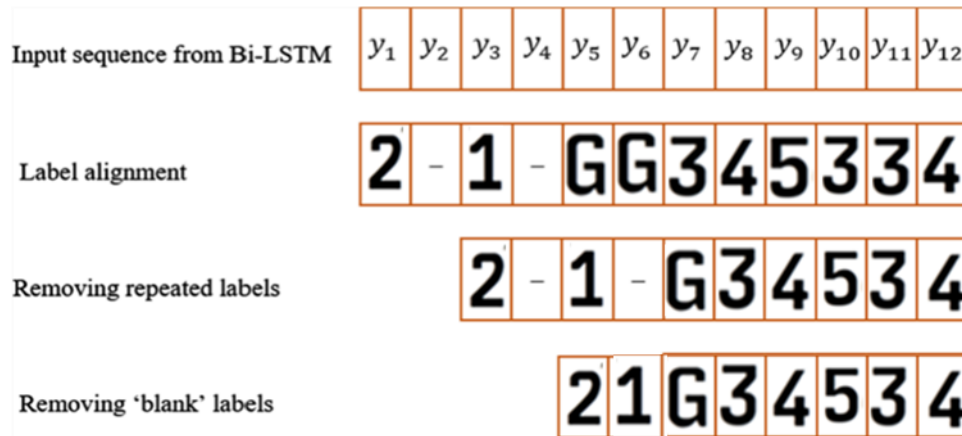 Input sequence from Bi-LSTM y₁ y₂ y₃ y₄ y₅ y₆ y₇ y₈ y₉ y₁₀ y₁₁ y₁₂
Label alignment 2 - 1 - G G 3 4 5 3 3 4
Removing repeated labels 2 - 1 - G 3 4 5 3 4
Removing ‘blank’ labels 2 1 G 3 4 5 3 4